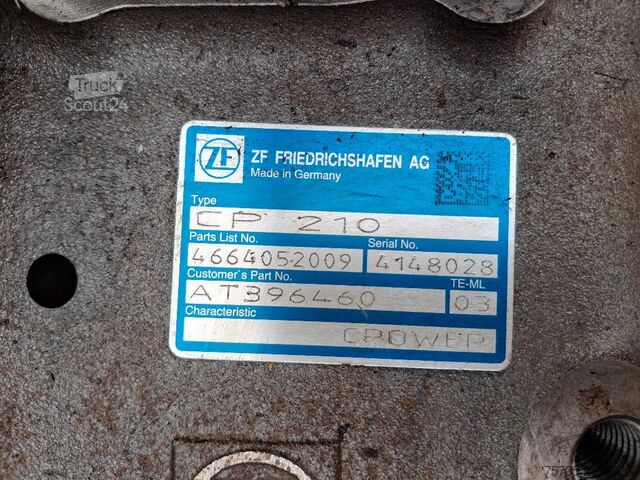 Truck
Scout24
ZF
ZF FRIEDRICHSHAFEN AG
Made in Germany
Type
CP 210
Parts List No.
Serial No.
4664052009
4148028
Customer's Part No.
TE-ML
AT396460
03
Characteristic
CPOWER